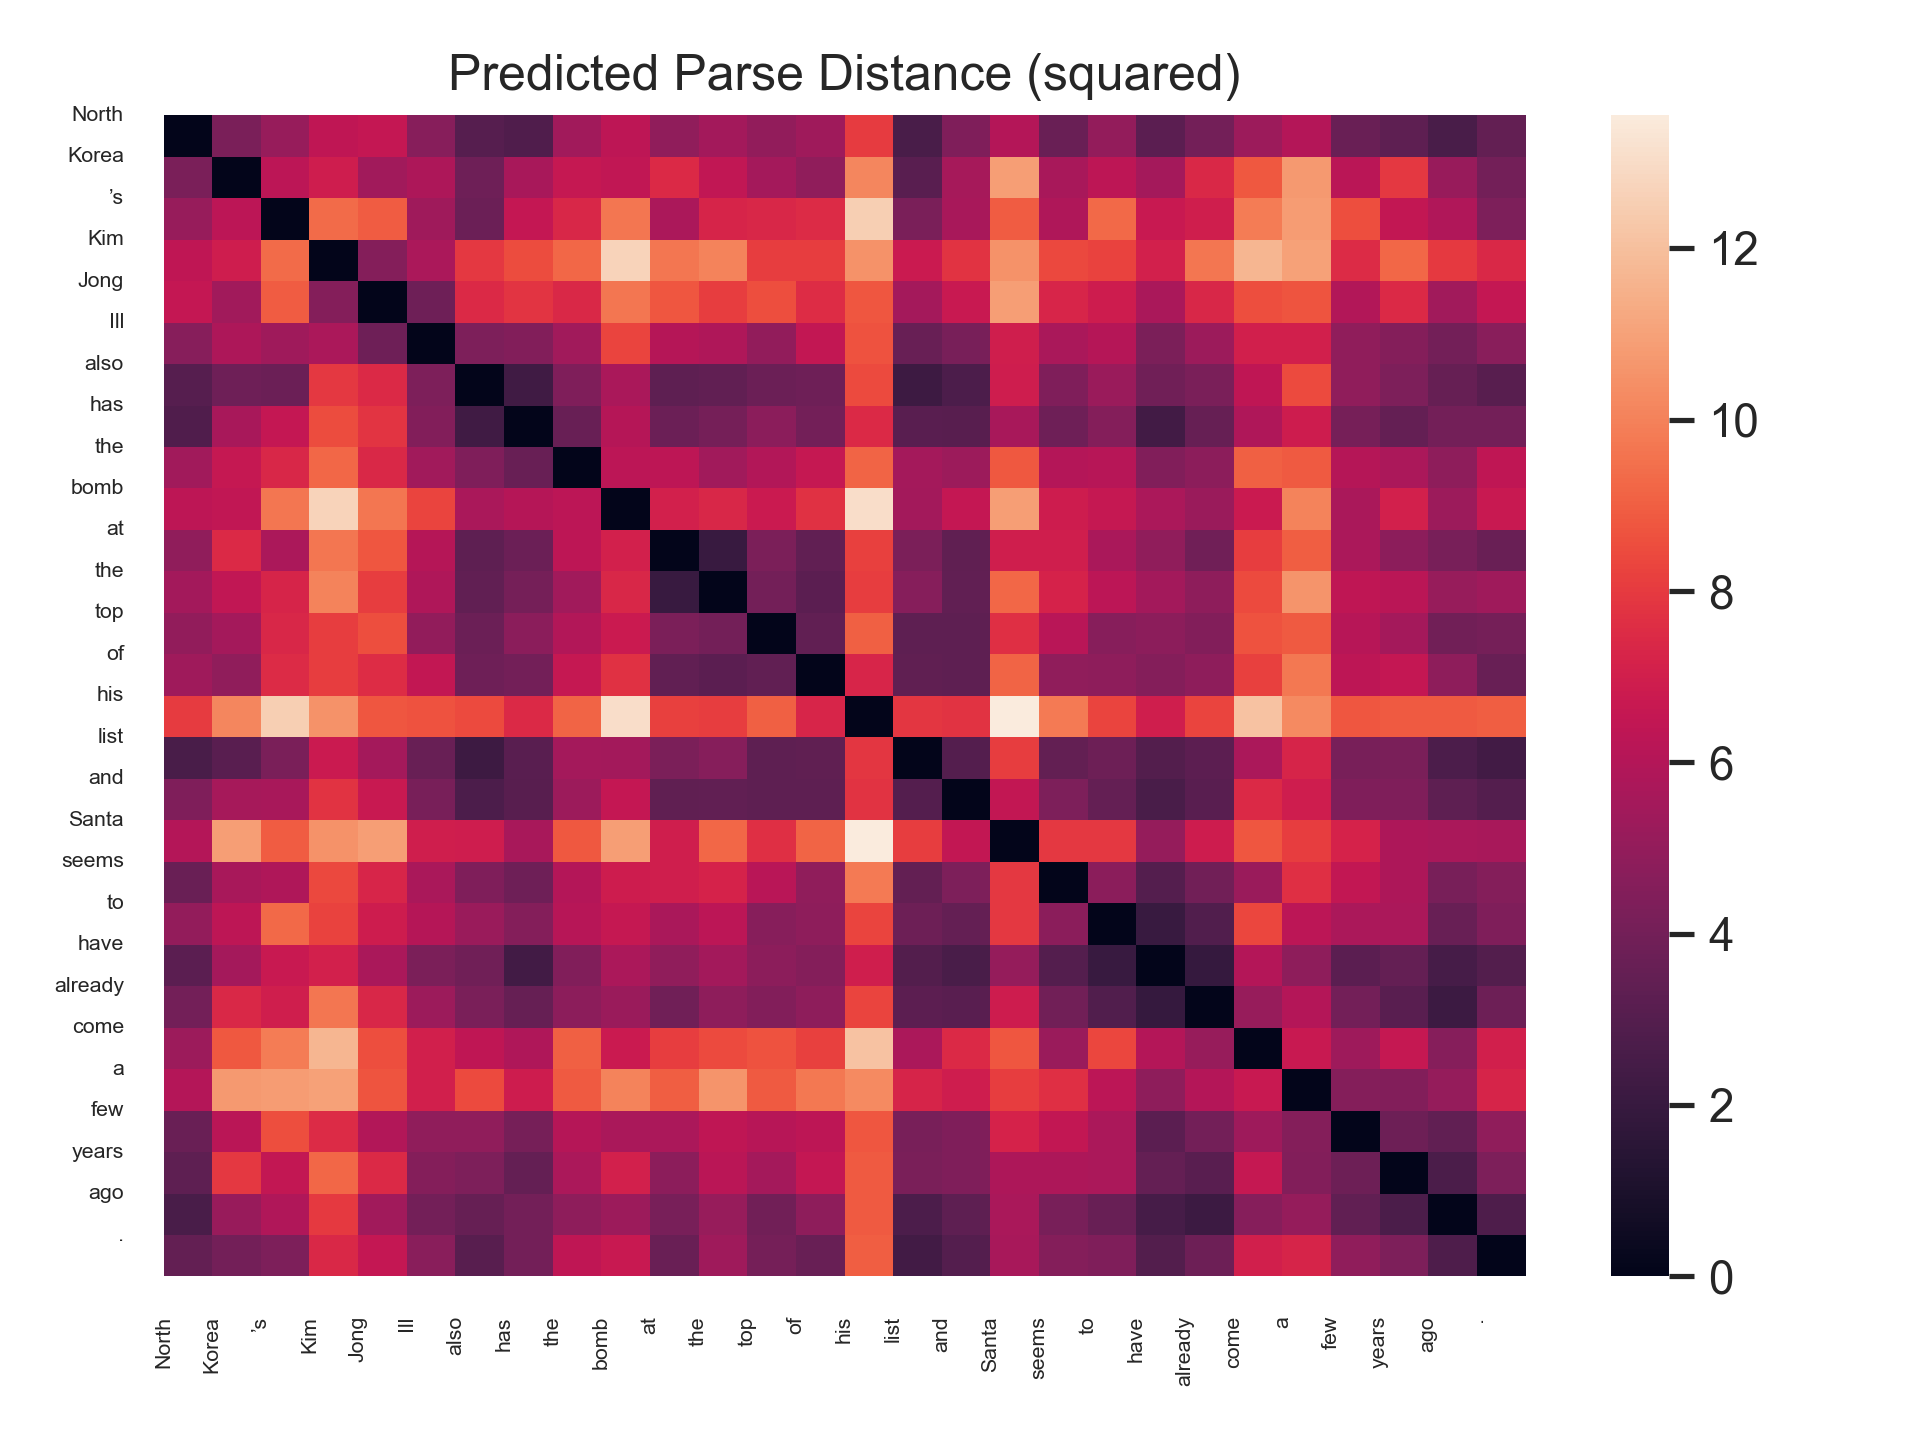 Predicted Parse Distance (squared)
North
Korea
’s
Kim
Jong
Ill
also
has
the
bomb
at
the
top
of
his
list
and
Santa
seems
to
have
already
come
a
few
years
ago
.
12
10
8
6
4
2
0
North
Korea
’s
Kim
Jong
Ill
also
has
the
bomb
at
the
top
of
his
list
and
Santa
seems
to
have
already
come
a
few
years
ago
.